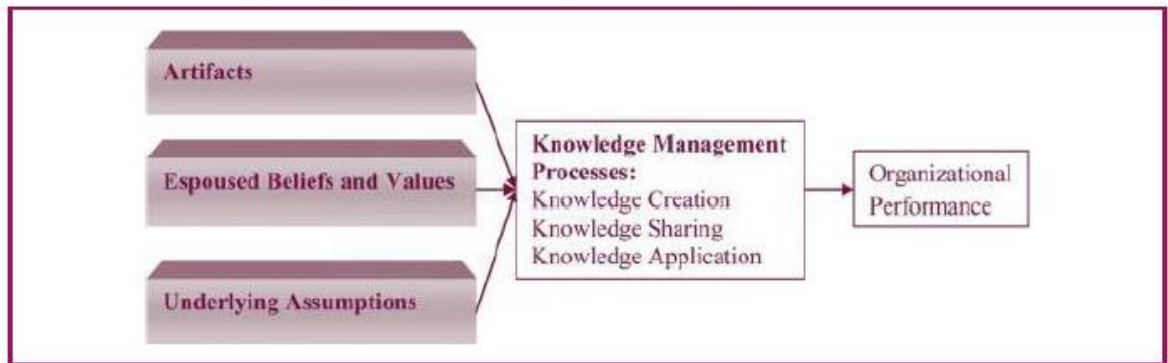 Artifacts
Espoused Beliefs and Values
Underlying Assumptions
Knowledge Management
Processes:
Knowledge Creation
Knowledge Sharing
Knowledge Application
Organizational
Performance